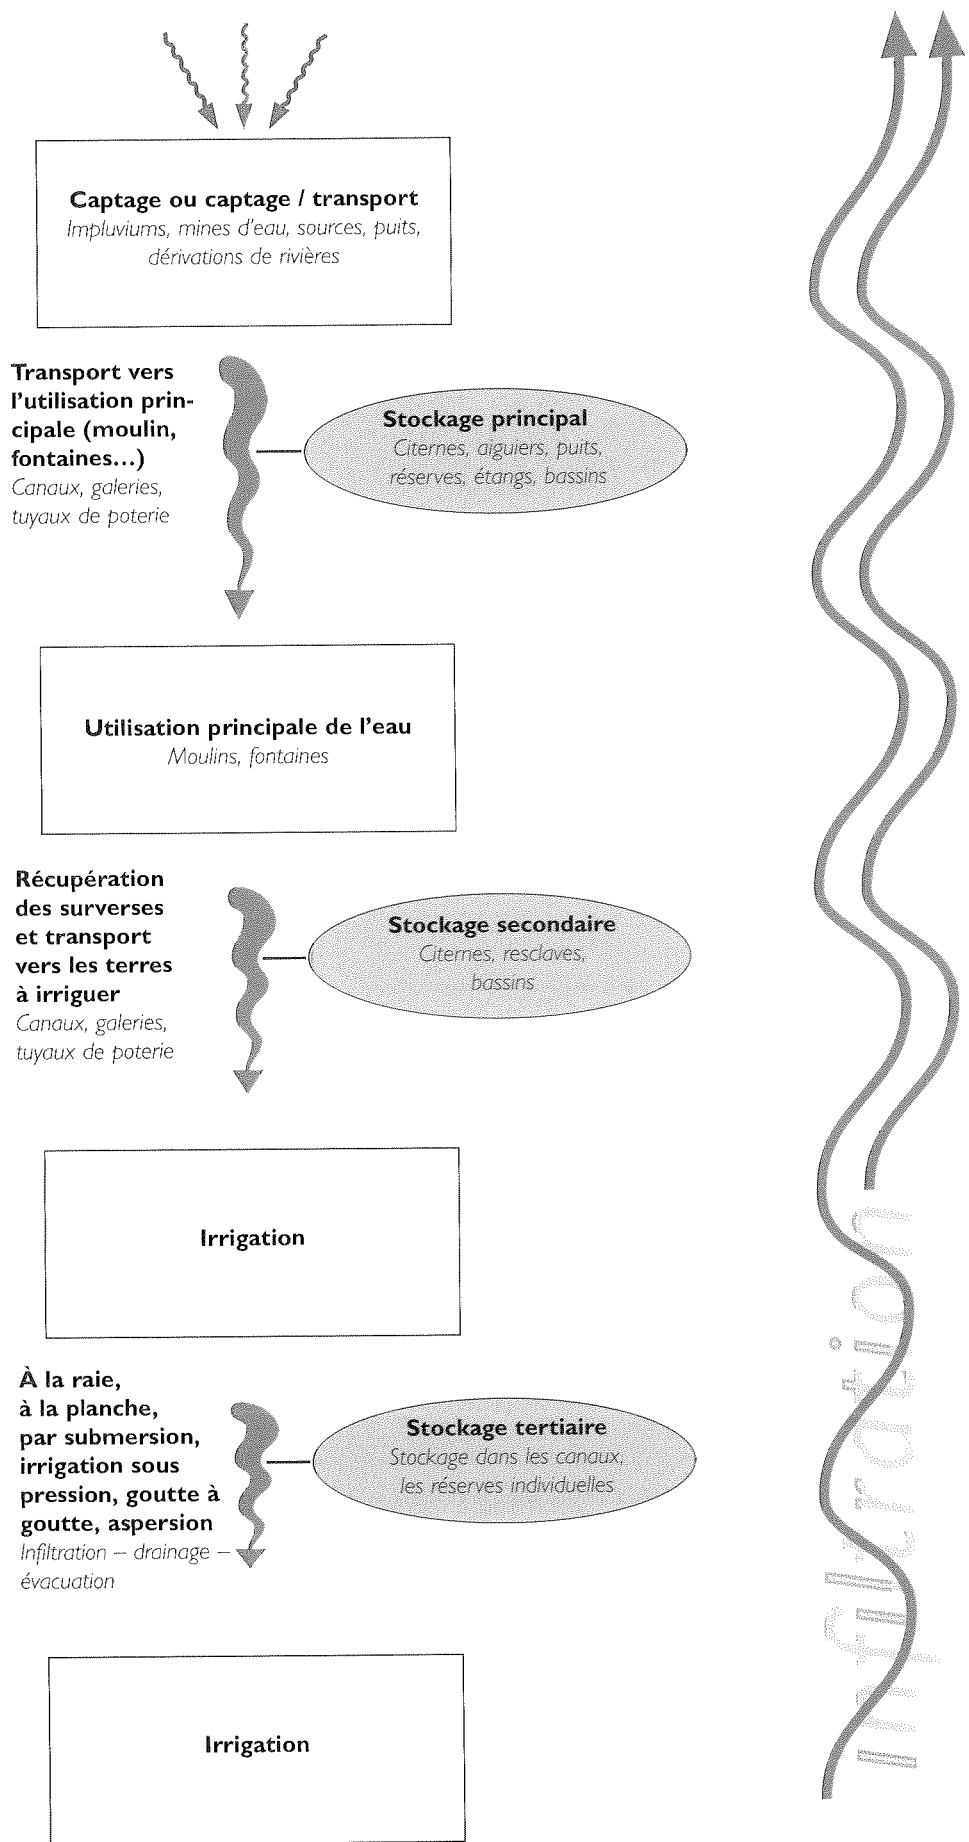 Captage ou captage / transport
Impluviums, mines d'eau, sources, puits,
dérivations de rivières
Transport vers
l'utilisation prin-
cipale (moulin,
fontaines…)
Canaux, galeries,
tuyaux de poterie
Stockage principal
Citernes, aiguiers, puits,
réserves, étangs, bassins
Utilisation principale de l'eau
Moulins, fontaines
Récupération
des surverses
et transport
vers les terres
à irriguer
Canaux, galeries,
tuyaux de poterie
Stockage secondaire
Citernes, resclaves,
bassins
Irrigation
À la raie,
à la planche,
par submersion,
irrigation sous
pression, goutte à
goutte, aspersion
Infiltration – drainage –
évacuation
Stockage tertiaire
Stockage dans les canaux,
les réserves individuelles
Irrigation
Infiltration